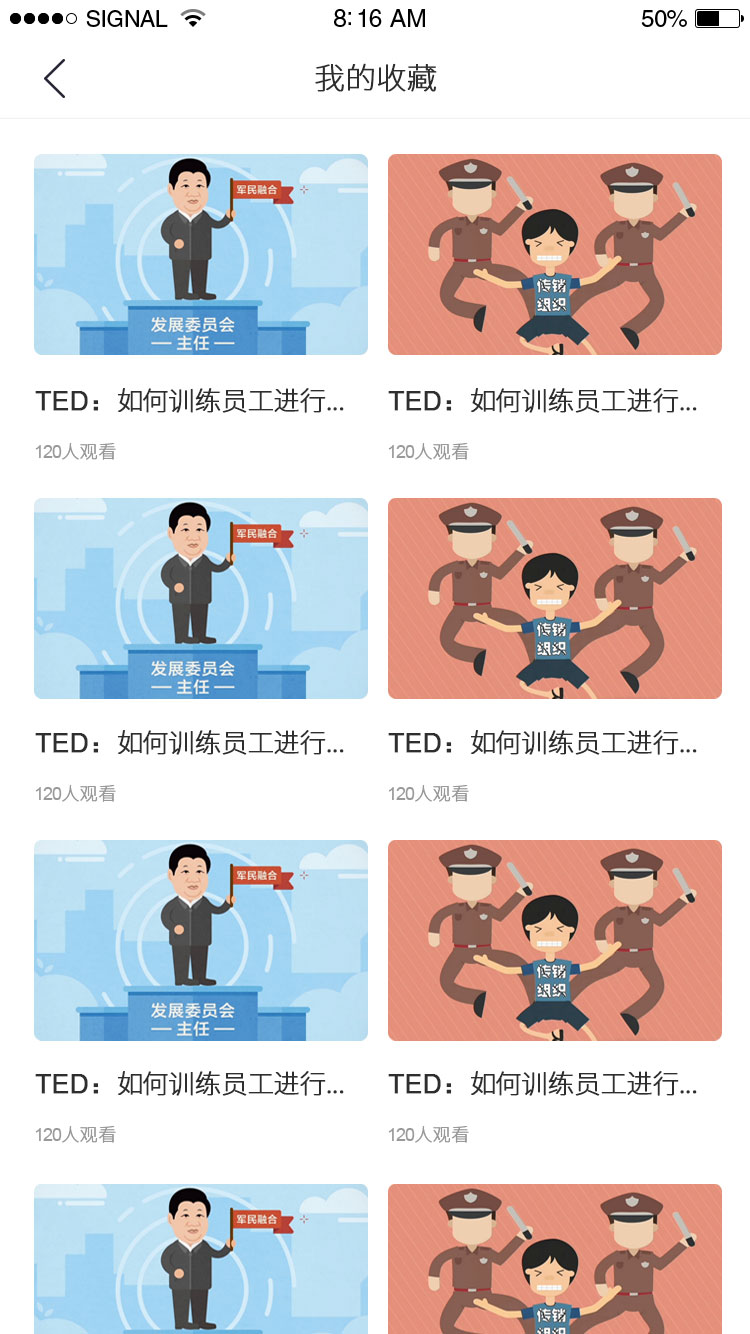 SIGNAL 8:16 AM 50%
我的收藏
军民融合
发展委员会
主任
传销
组织
TED：如何训练员工进行... TED：如何训练员工进行...
120人观看 120人观看
军民融合
发展委员会
主任
传销
组织
TED：如何训练员工进行... TED：如何训练员工进行...
120人观看 120人观看
军民融合
发展委员会
主任
传销
组织
TED：如何训练员工进行... TED：如何训练员工进行...
120人观看 120人观看
军民融合
传销
组织